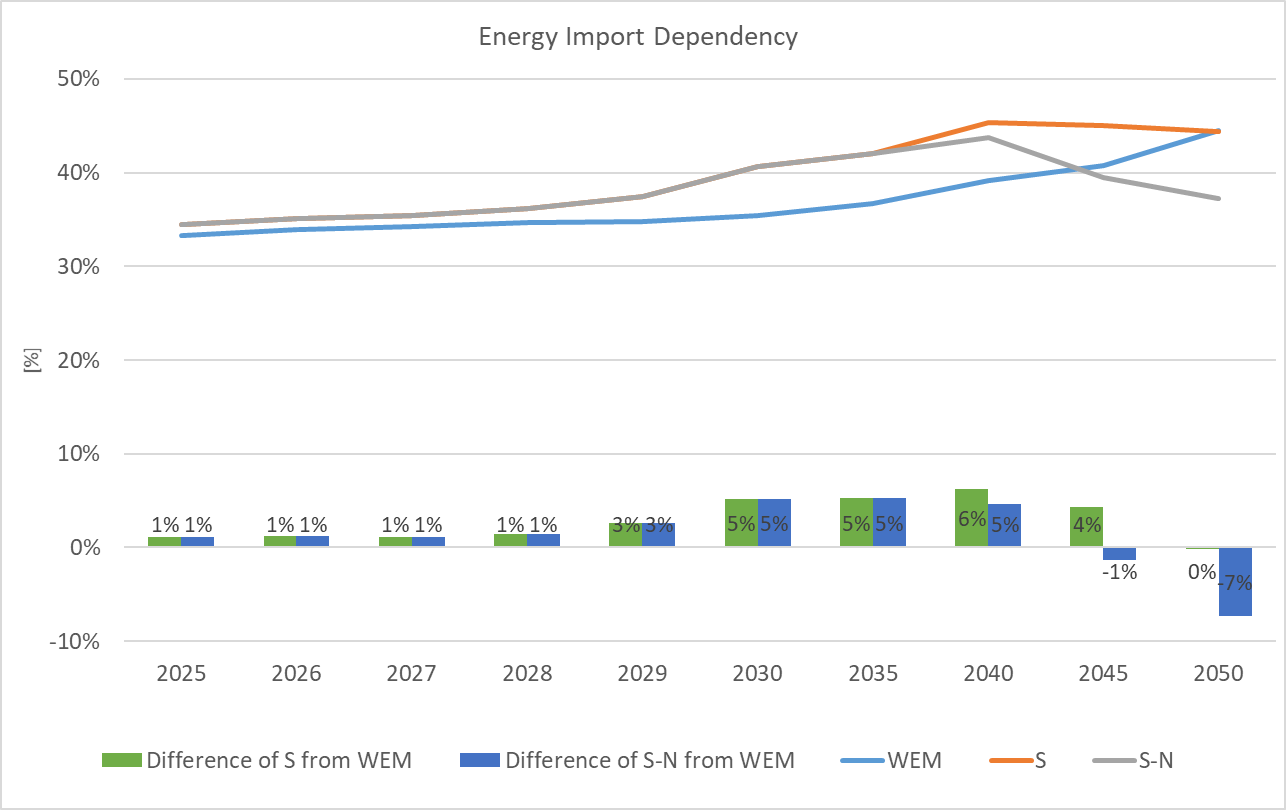 Energy Import Dependency
50%
40%
30%
20%
10%
0%
-10%
[%]
1% 1% 1% 1% 1% 1% 1% 1% 3% 3% 5% 5% 5% 5% 6% 5% 4% -1% 0% -7%
2025 2026 2027 2028 2029 2030 2035 2040 2045 2050
Difference of S from WEM Difference of S-N from WEM WEM S S-N